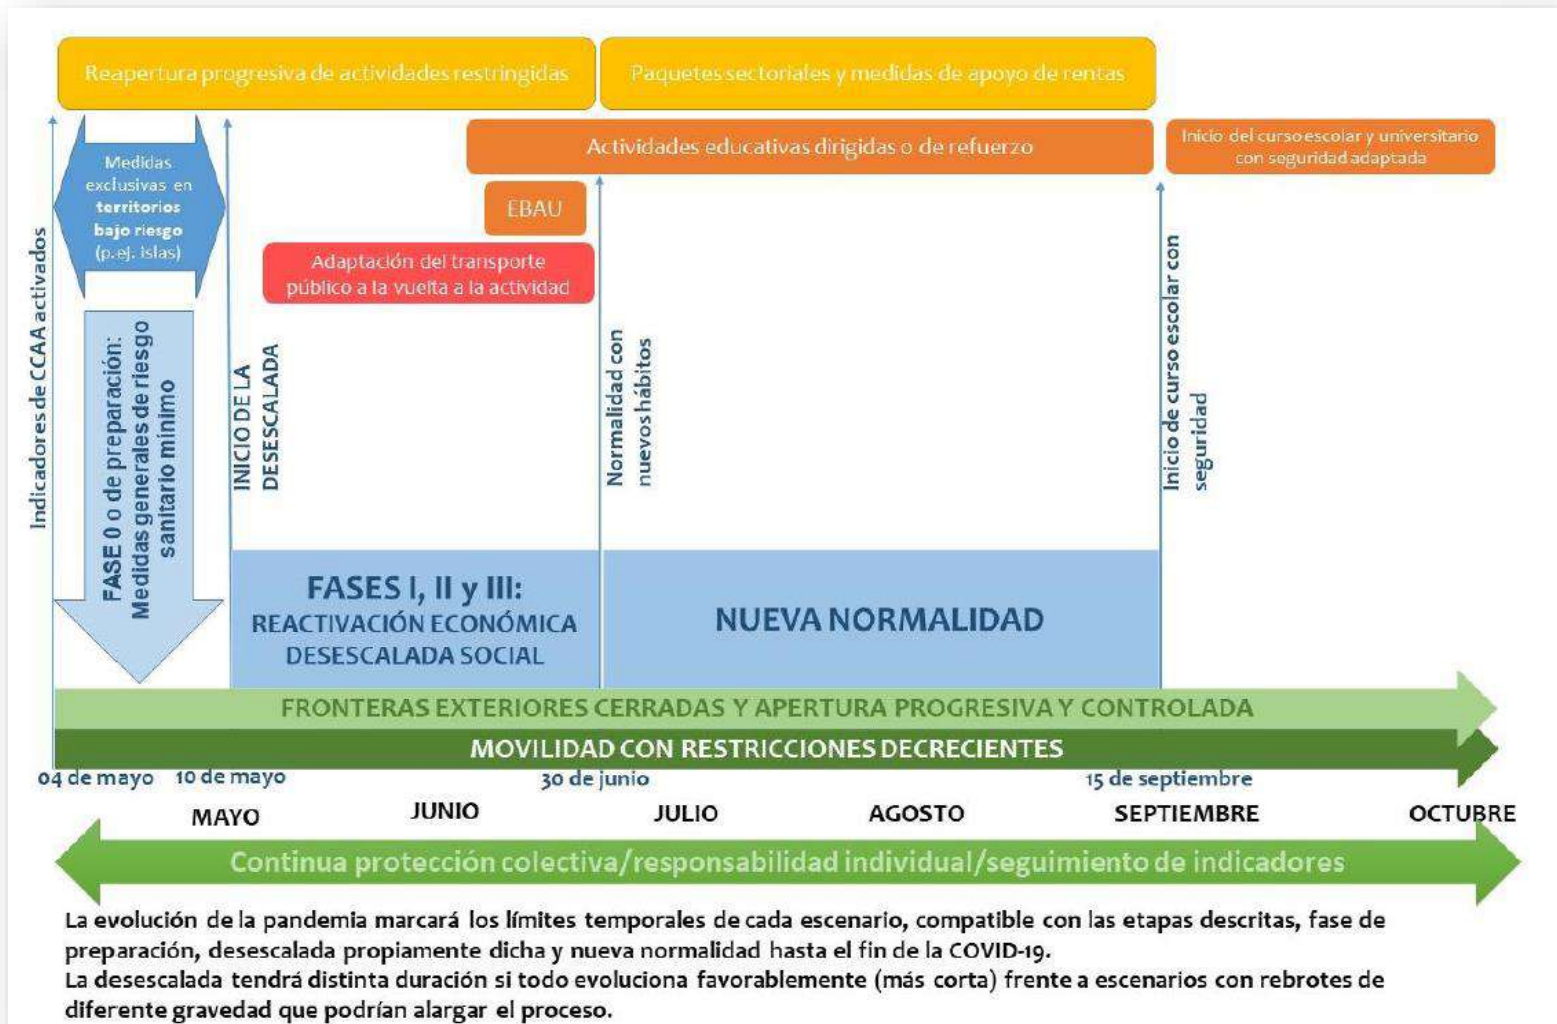 Reapertura progresiva de actividades restringidas
Paquetes sectoriales y medidas de apoyo de rentas
Actividades educativas dirigidas o de refuerzo
Inicio del curso escolar y universitario
con seguridad adaptada
Medidas
exclusivas en
territorios
bajo riesgo
(p.ej. islas)
EBAU
Adaptación del transporte
público a la vuelta a la actividad
Indicadores de CCAA activados
FASE 0 o de preparación:
Medidas generales de riesgo
sanitario mínimo
INICIO DE LA
DESESCALADA
Normalidad con
nuevos hábitos
Inicio de curso escolar con
seguridad
FASES I, II y III:
REACTIVACIÓN ECONÓMICA
DESESCALADA SOCIAL
NUEVA NORMALIDAD
FRONTERAS EXTERIORES CERRADAS Y APERTURA PROGRESIVA Y CONTROLADA
MOVILIDAD CON RESTRICCIONES DECRECIENTES
04 de mayo
10 de mayo
30 de junio
15 de septiembre
MAYO
JUNIO
JULIO
AGOSTO
SEPTIEMBRE
OCTUBRE
Continua protección colectiva/responsabilidad individual/seguimiento de indicadores
La evolución de la pandemia marcará los límites temporales de cada escenario, compatible con las etapas descritas, fase de
preparación, desescalada propiamente dicha y nueva normalidad hasta el fin de la COVID-19.
La desescalada tendrá distinta duración si todo evoluciona favorablemente (más corta) frente a escenarios con rebrotes de
diferente gravedad que podrían alargar el proceso.